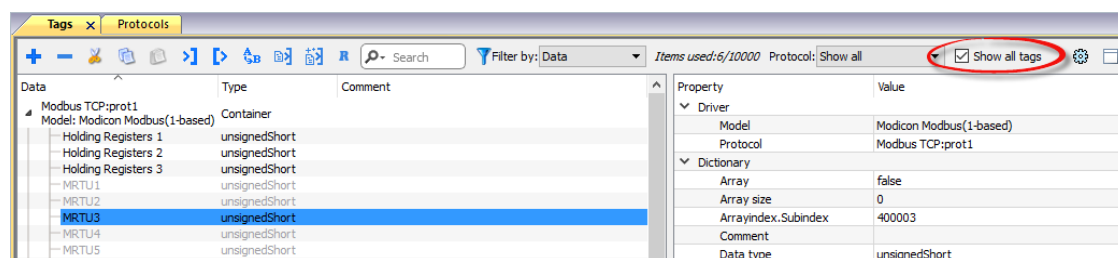 Tags x Protocols
AB R Search Filter by: Data Items used:6/10000 Protocol: Show all Show all tags
Data Type Comment Property Value
Modbus TCP:prot1
Model: Modicon Modbus(1-based) Container
Holding Registers 1 unsignedShort
Holding Registers 2 unsignedShort
Holding Registers 3 unsignedShort
MRTU1 unsignedShort
MRTU2 unsignedShort
MRTU3 unsignedShort
MRTU4 unsignedShort
MRTU5 unsignedShort
Driver
Model Modicon Modbus(1-based)
Protocol Modbus TCP:prot1
Dictionary
Array false
Array size 0
Arrayindex.Subindex 400003
Comment
Data type unsignedShort